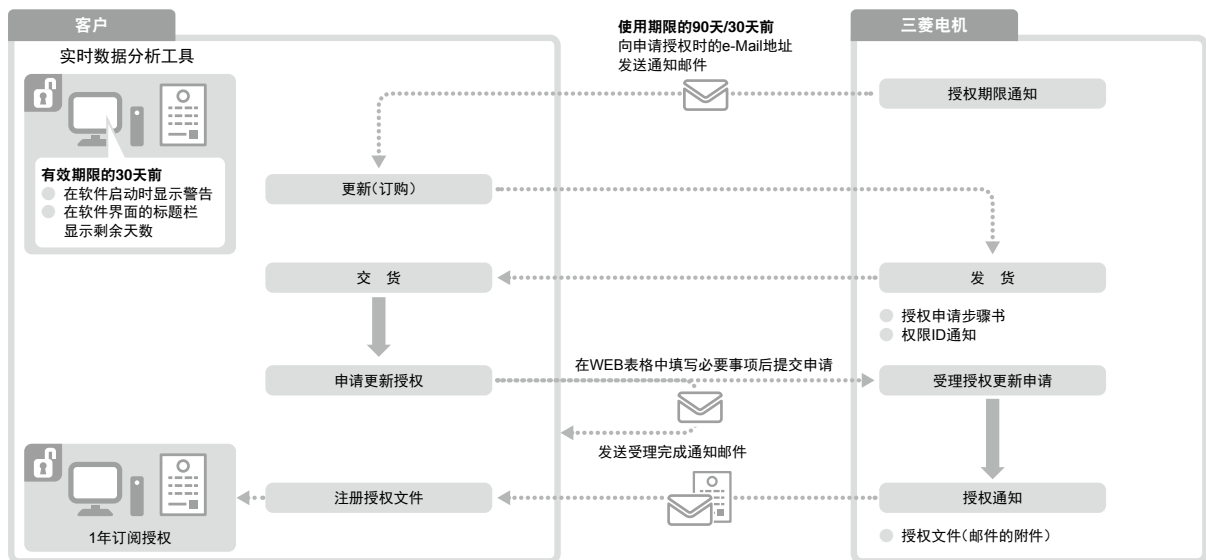 客户
三菱电机
使用期限的90天/30天前
向申请授权时的e-Mail地址
发送通知邮件
实时数据分析工具
授权期限通知
有效期限的30天前
在软件启动时显示警告
在软件界面的标题栏
显示剩余天数
更新(订购)
交 货
发 货
授权申请步骤书
权限ID通知
在WEB表格中填写必要事项后提交申请
申请更新授权
受理授权更新申请
发送受理完成通知邮件
注册授权文件
授权通知
1年订阅授权
授权文件(邮件的附件)